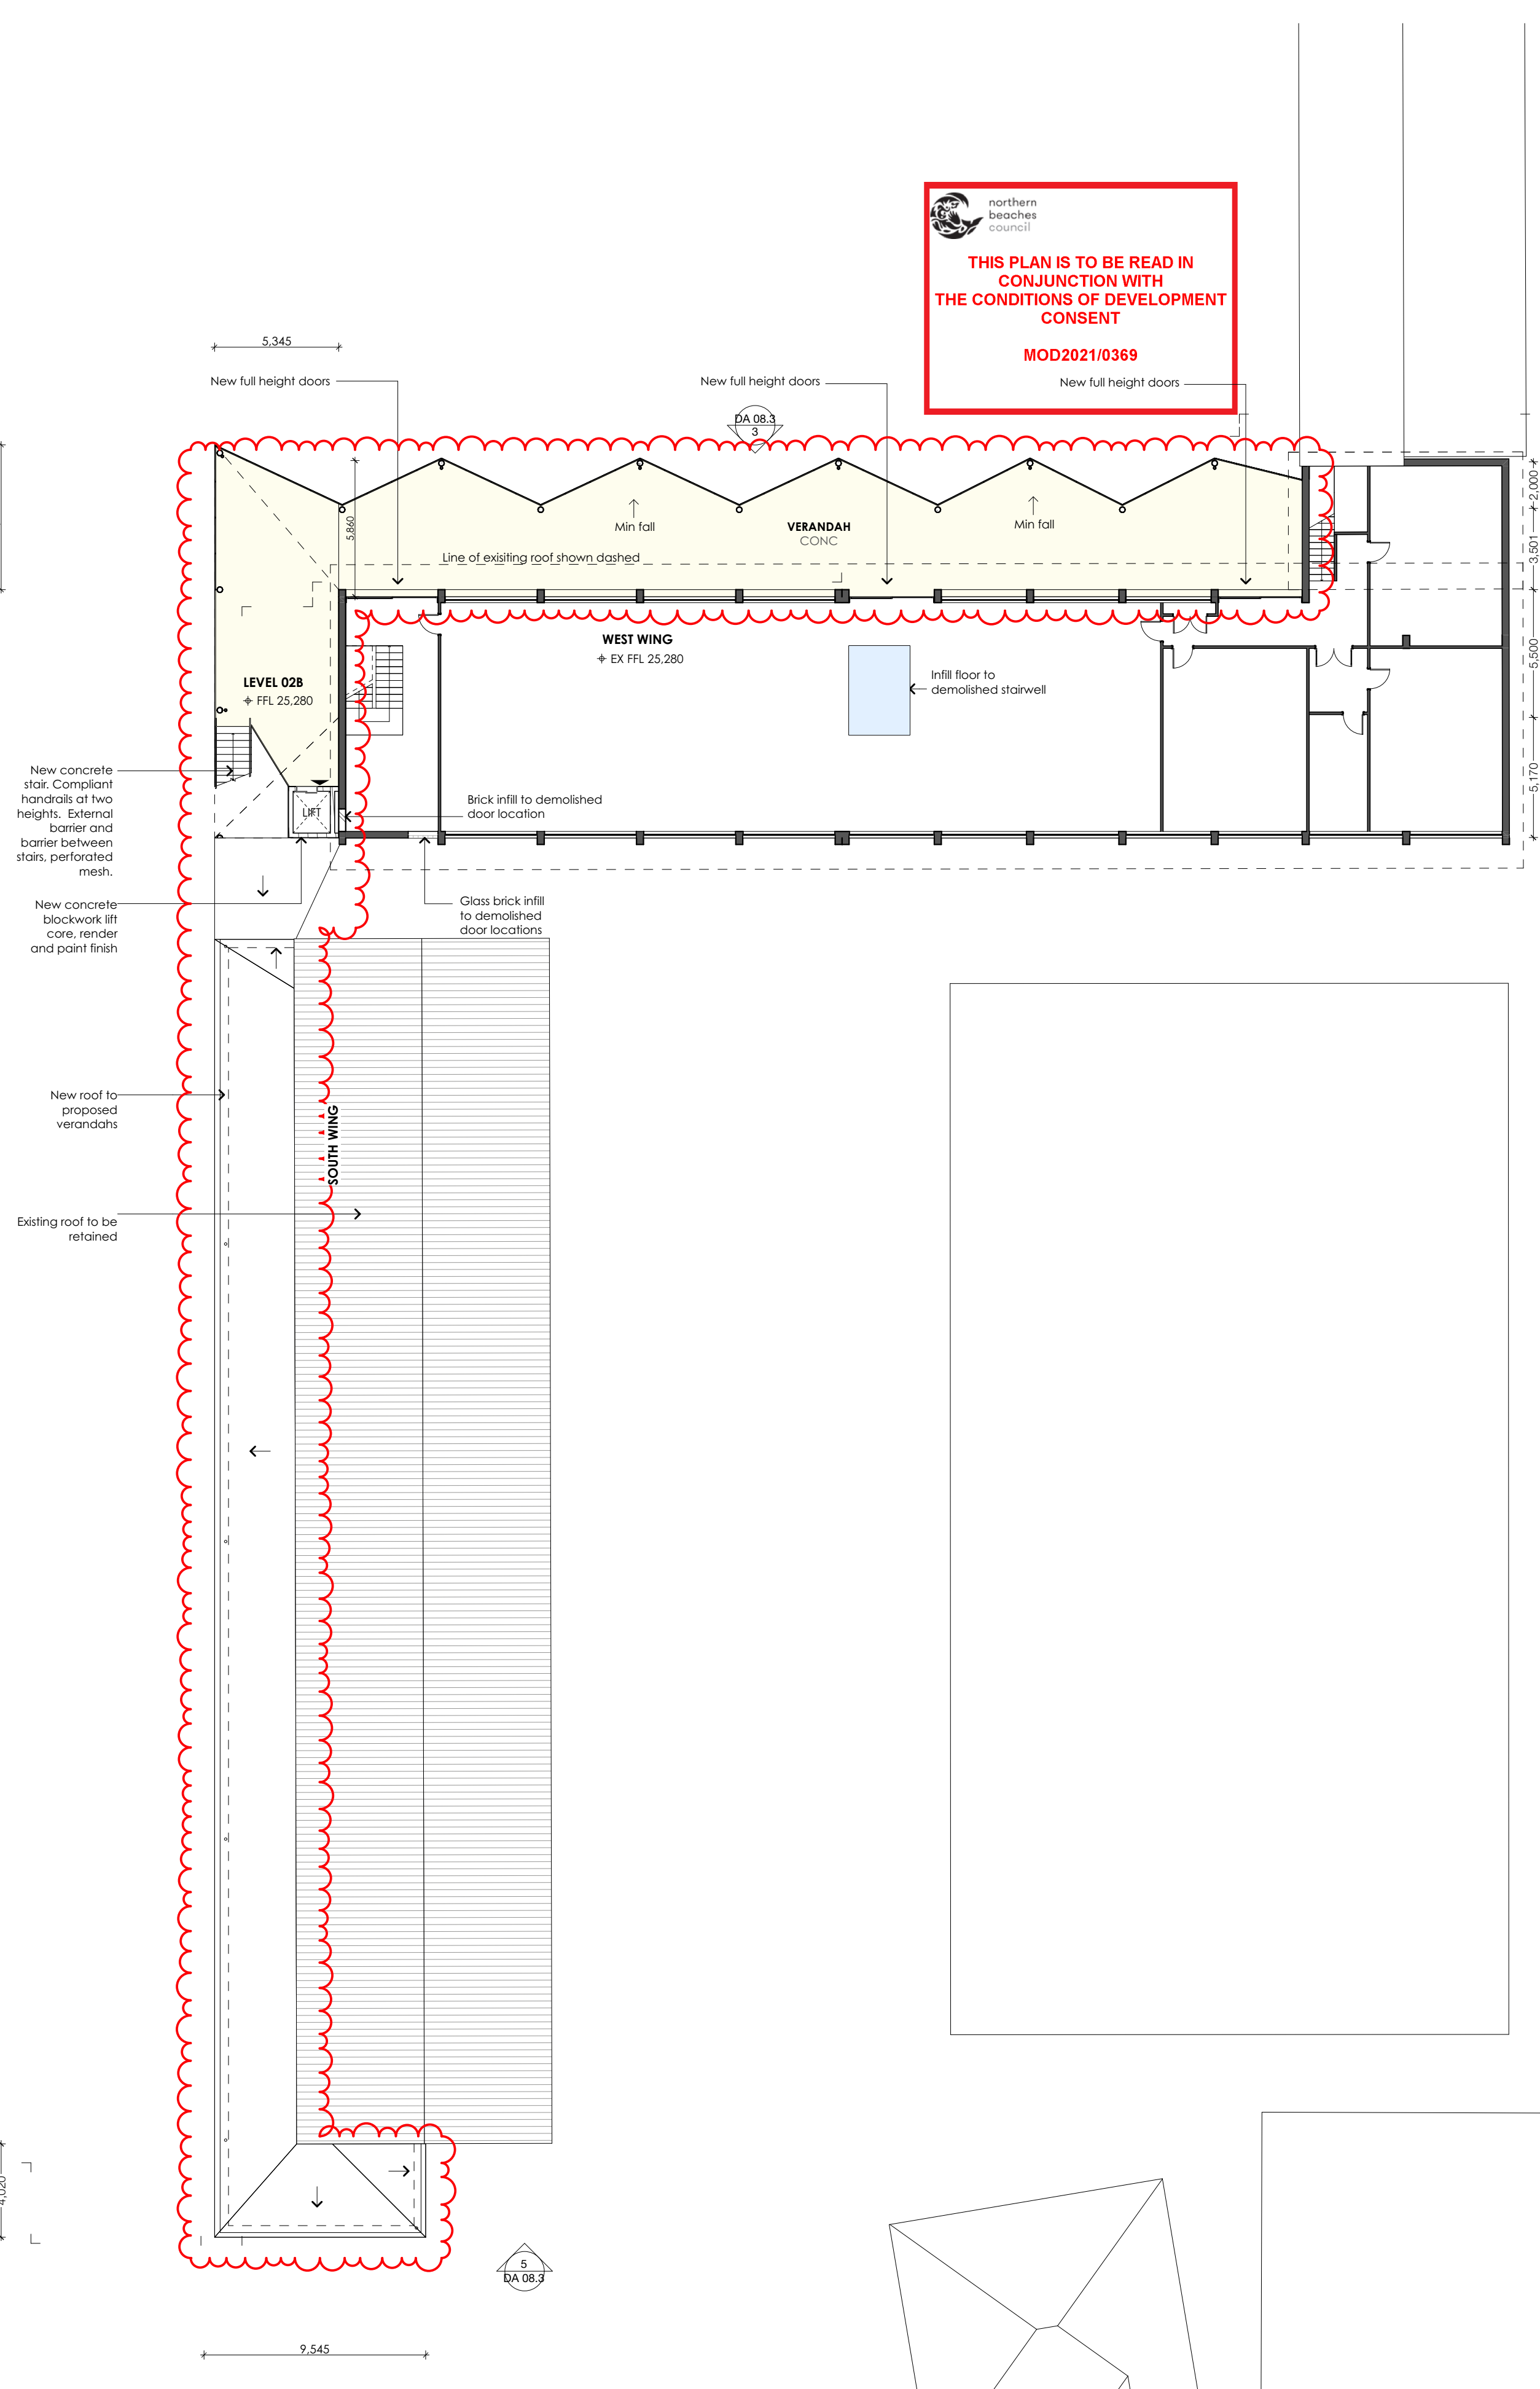 northern
beaches
council
THIS PLAN IS TO BE READ IN
CONJUNCTION WITH
THE CONDITIONS OF DEVELOPMENT
CONSENT
MOD2021/0369
5,345
New full height doors
New full height doors
New full height doors
DA 08.3
3
5,860
Min fall
VERANDAH
CONC
Min fall
Line of exisiting roof shown dashed
2,000
3,501
5,500
5,170
WEST WING
EX FFL 25,280
LEVEL 02B
FFL 25,280
Infill floor to
demolished stairwell
New concrete
stair. Compliant
handrails at two
heights. External
barrier and
barrier between
stairs, perforated
mesh.
LIFT
Brick infill to demolished
door location
New concrete
blockwork lift
core, render
and paint finish
Glass brick infill
to demolished
door locations
New roof to
proposed
verandahs
SOUTH WING
Existing roof to be
retained
4,020
5
DA 08.3
9,545